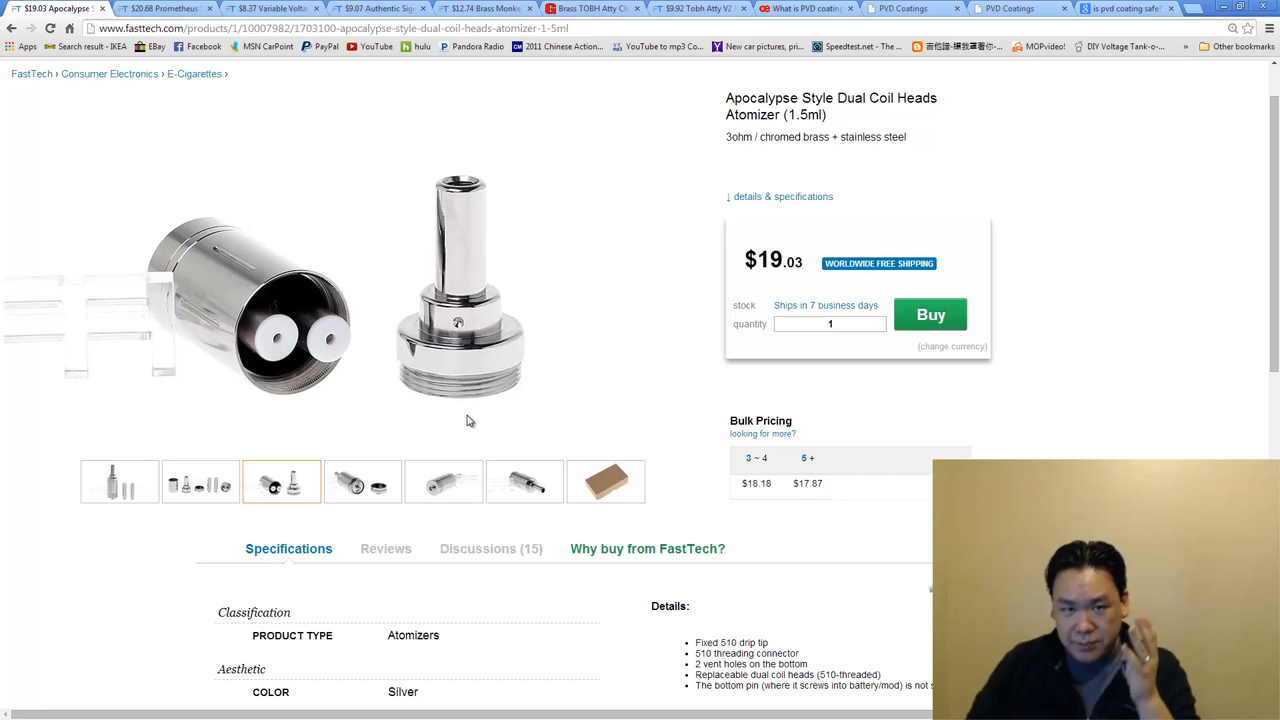 $19.03 Apocalypse S
$20.68 Prometheus
$8.37 Variable Volta
$9.07 Authentic Sig
$12.74 Brass Monke
Brass TOBH Atty Clo
$9.92 Tobh Atty V2
What is PVD coating
PVD Coatings
PVD Coatings
is pvd coating safe?
www.fasttech.com/products/1/10007982/1703100-apocalypse-style-dual-coil-heads-atomizer-1-5ml
Apps
Search result - IKEA
EBay
Facebook
MSN CarPoint
PayPal
YouTube
hulu
Pandora Radio
2011 Chinese Action...
YouTube to mp3 Co...
New car pictures, pri...
Speedtest.net - The ...
MOPvideo!
DIY Voltage Tank-o-...
»
Other bookmarks
FastTech › Consumer Electronics › E-Cigarettes ›
Apocalypse Style Dual Coil Heads
Atomizer (1.5ml)
3ohm / chromed brass + stainless steel
↓ details & specifications
$19.03 WORLDWIDE FREE SHIPPING
stock Ships in 7 business days
quantity 1
Buy
(change currency)
Bulk Pricing
looking for more?
3 ~ 4 5 +
$18.18 $17.87
Specifications Reviews Discussions (15) Why buy from FastTech?
Classification
PRODUCT TYPE Atomizers
Aesthetic
COLOR Silver
Details:
Fixed 510 drip tip
510 threading connector
2 vent holes on the bottom
Replaceable dual coil heads (510-threaded)
The bottom pin (where it screws into battery/mod) is not